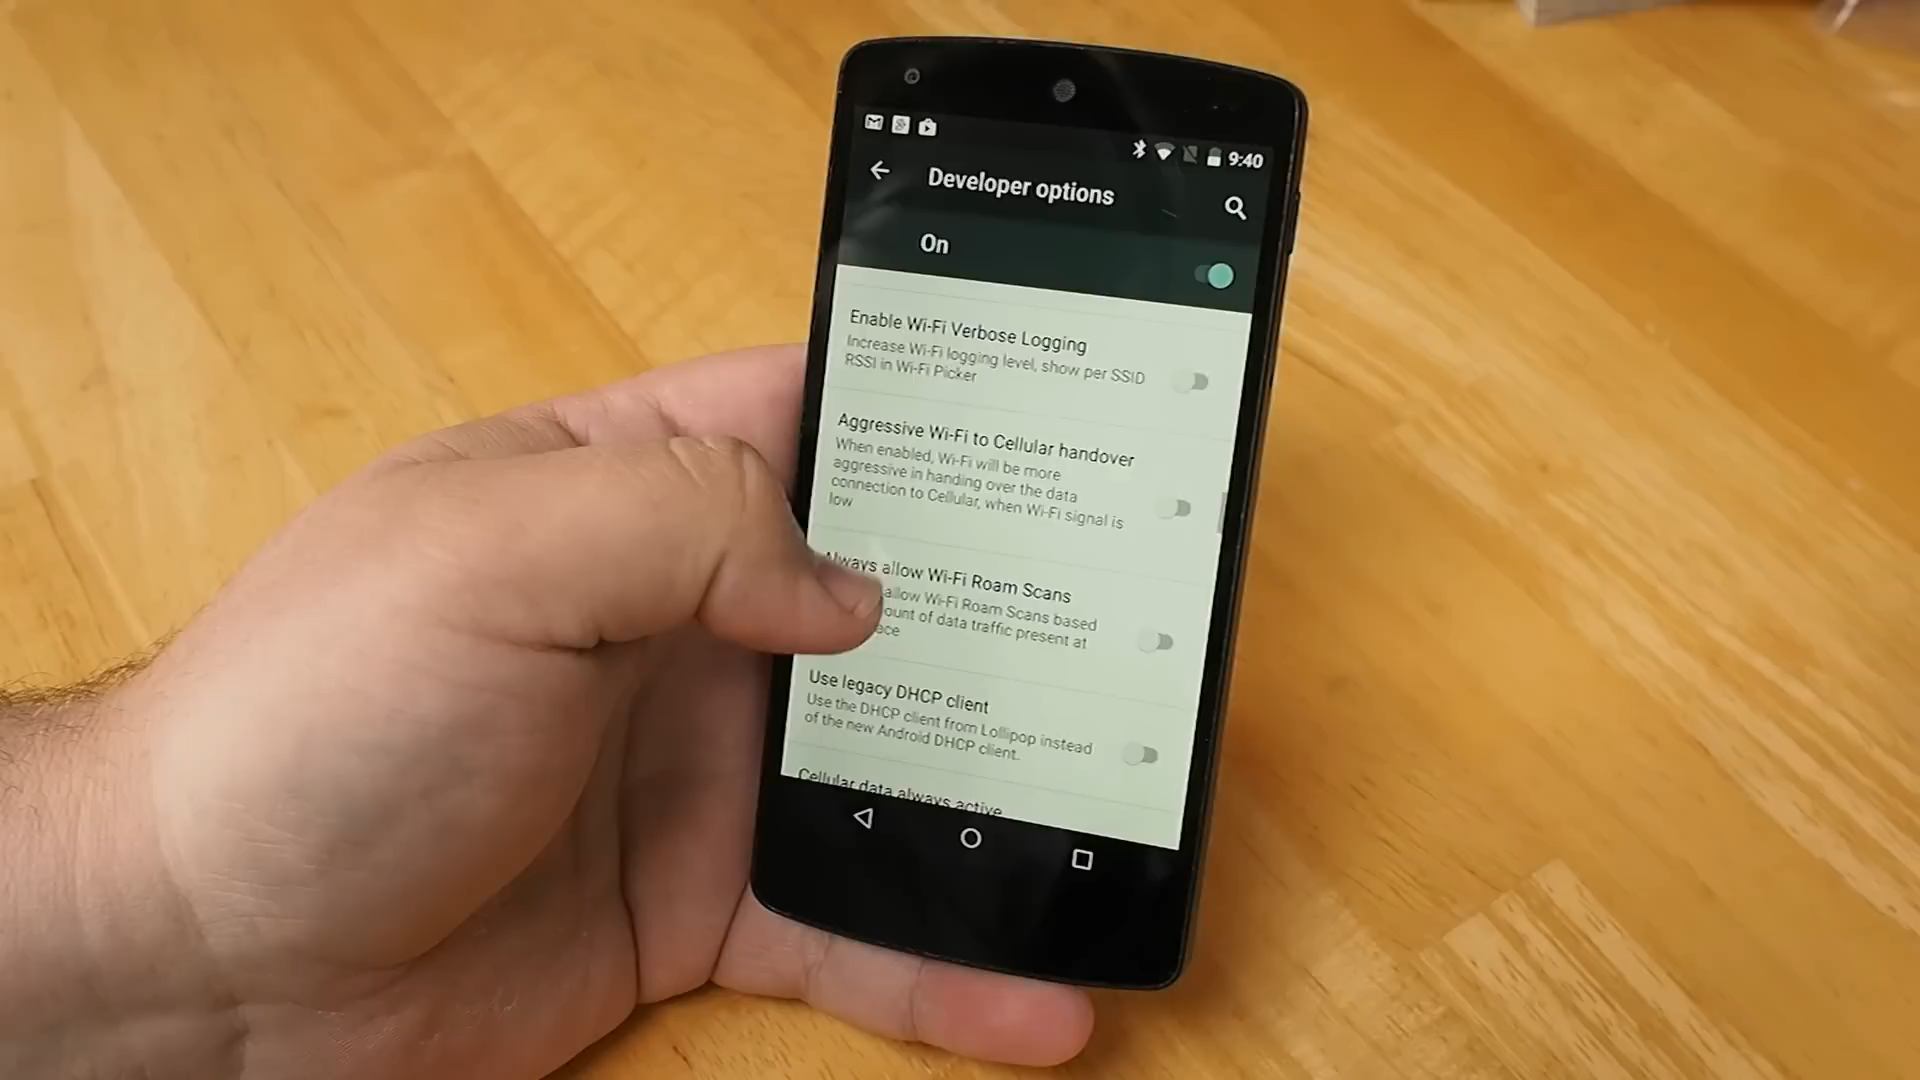 9:40
Developer options
On
Enable Wi-Fi Verbose Logging
Increase Wi-Fi logging level, show per SSID
RSSI in Wi-Fi Picker
Aggressive Wi-Fi to Cellular handover
When enabled, Wi-Fi will be more
aggressive in handing over the data
connection to Cellular, when Wi-Fi signal is
low
Always allow Wi-Fi Roam Scans
allow Wi-Fi Roam Scans based
of data traffic present at
Use legacy DHCP client
Use the DHCP client from Lollipop instead
of the new Android DHCP client.
Cellular data always active